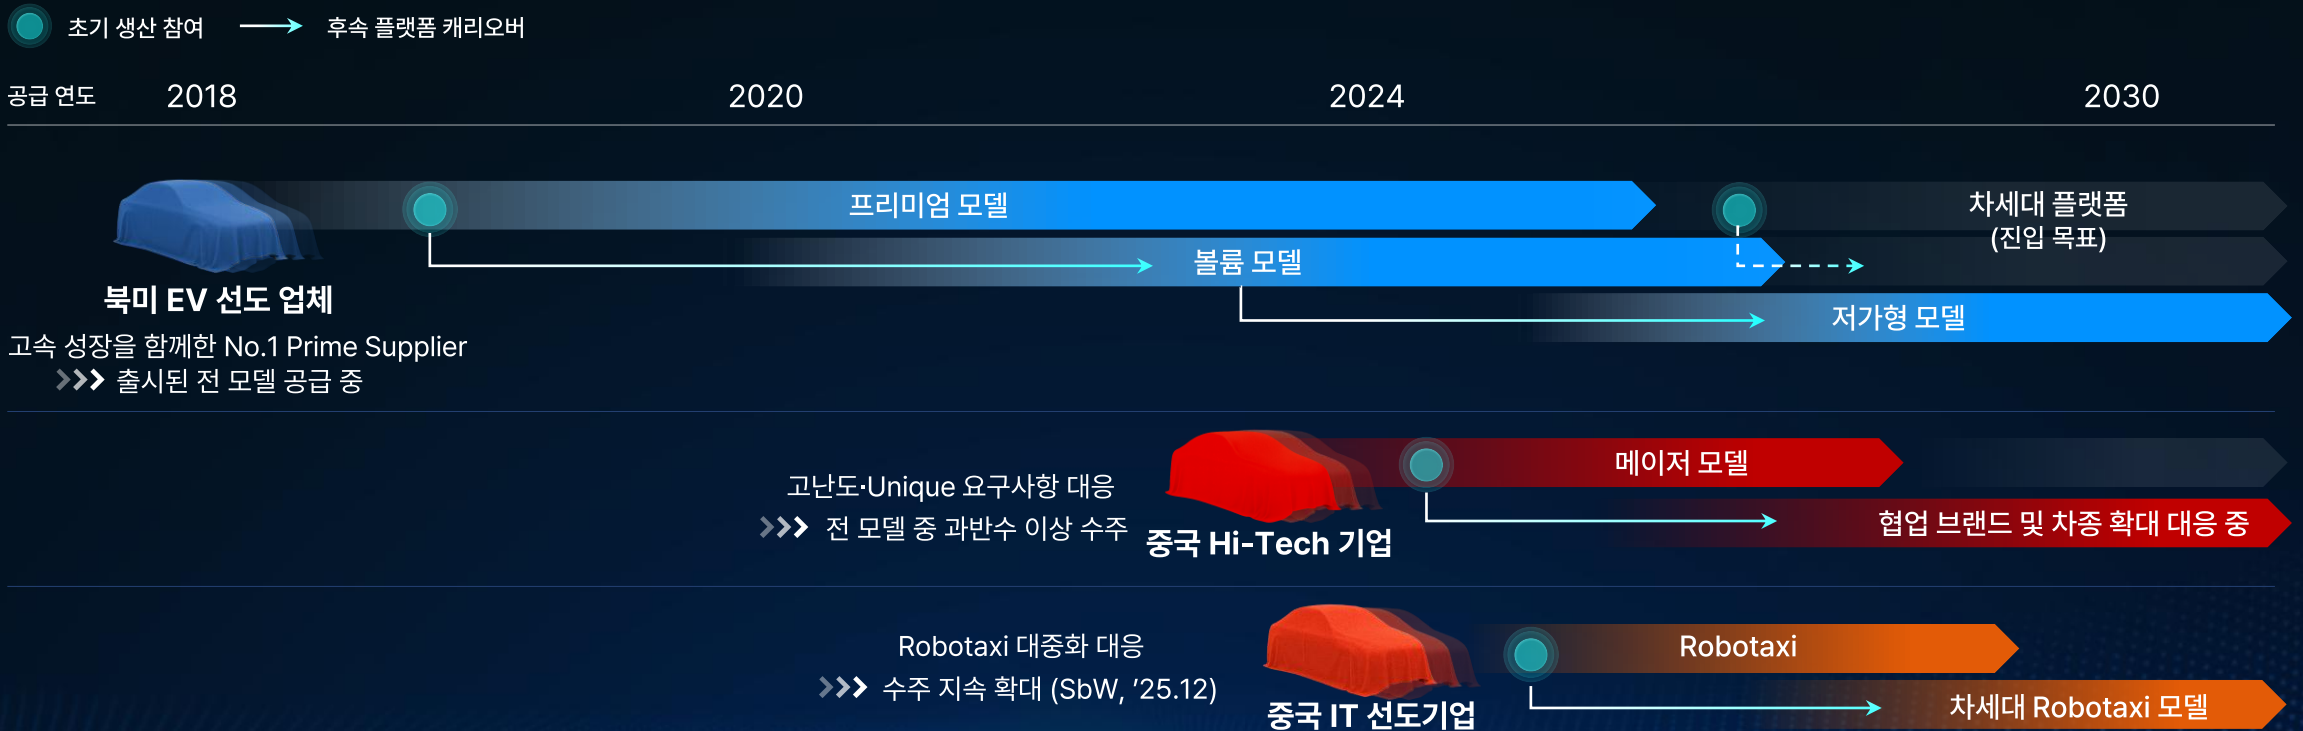 초기 생산 참여
후속 플랫폼 캐리오버
공급 연도 2018 2020 2024 2030
프리미엄 모델
차세대 플랫폼
(진입 목표)
볼륨 모델
저가형 모델
북미 EV 선도 업체
고속 성장을 함께한 No.1 Prime Supplier
출시된 전 모델 공급 중
메이저 모델
고난도·Unique 요구사항 대응
전 모델 중 과반수 이상 수주
중국 Hi-Tech 기업
협업 브랜드 및 차종 확대 대응 중
Robotaxi
Robotaxi 대중화 대응
수주 지속 확대 (SbW, ’25.12)
중국 IT 선도기업
차세대 Robotaxi 모델